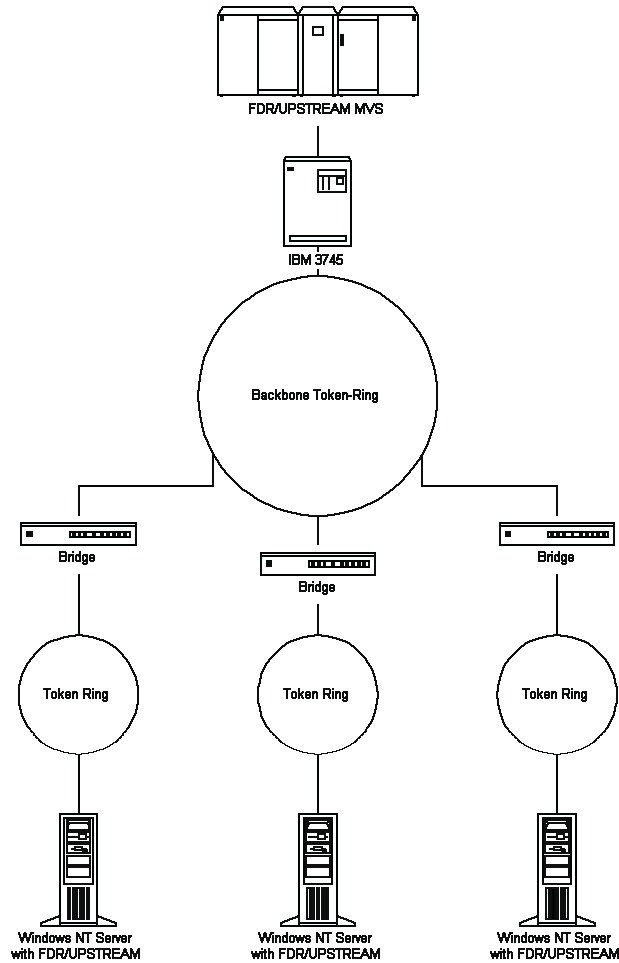 FDR/UPSTREAM MVS
IBM 3745
Backbone Token-Ring
Bridge
Bridge
Bridge
Token Ring
Token Ring
Token Ring
Windows NT Server
with FDR/UPSTREAM
Windows NT Server
with FDR/UPSTREAM
Windows NT Server
with FDR/UPSTREAM